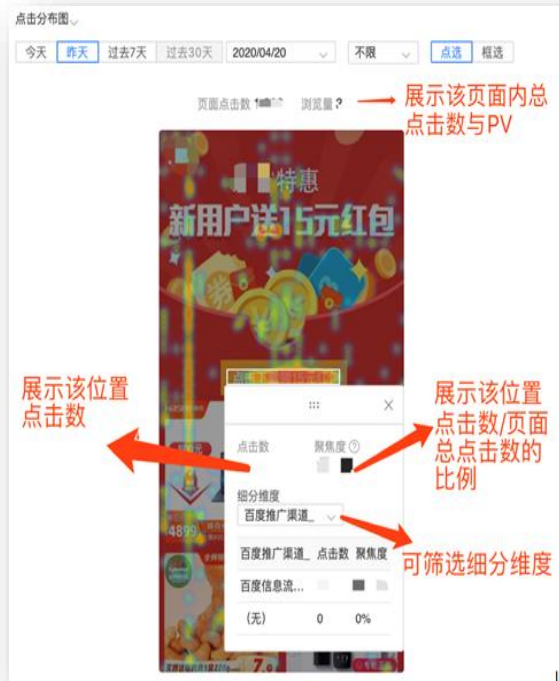 点击分布图
今天 昨天 过去7天 过去30天 2020/04/20 不限 点选 框选
页面点击数 浏览量
展示该页面内总
点击数与PV
特惠
新用户送15元红包
券
展示该位置
点击数
点击数 聚焦度
展示该位置
点击数/页面
总点击数的
比例
细分维度
百度推广渠道_
可筛选细分维度
百度推广渠道_ 点击数 聚焦度
百度信息流...
(无) 0 0%
4899